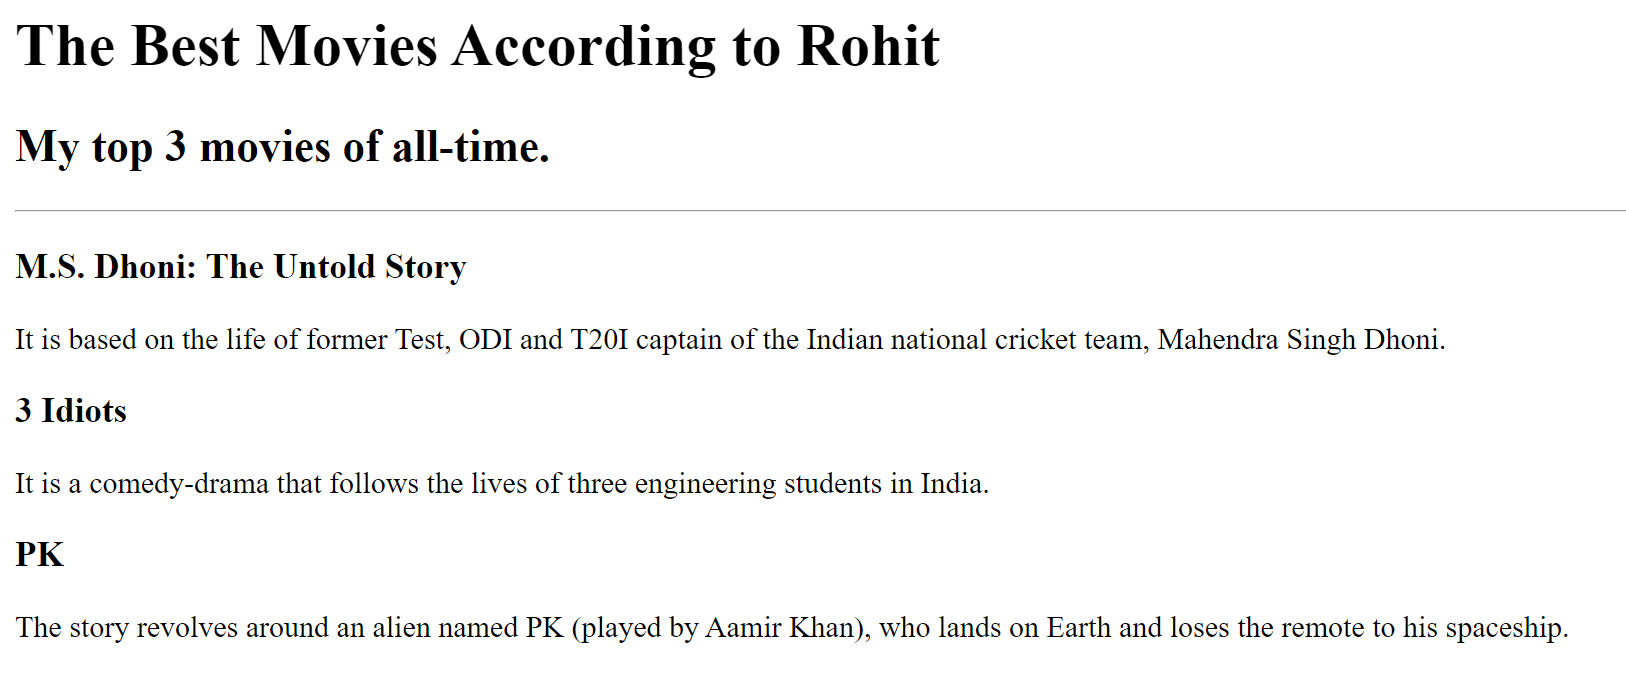 The Best Movies According to Rohit
My top 3 movies of all-time.
M.S. Dhoni: The Untold Story
It is based on the life of former Test, ODI and T20I captain of the Indian national cricket team, Mahendra Singh Dhoni.
3 Idiots
It is a comedy-drama that follows the lives of three engineering students in India.
PK
The story revolves around an alien named PK (played by Aamir Khan), who lands on Earth and loses the remote to his spaceship.